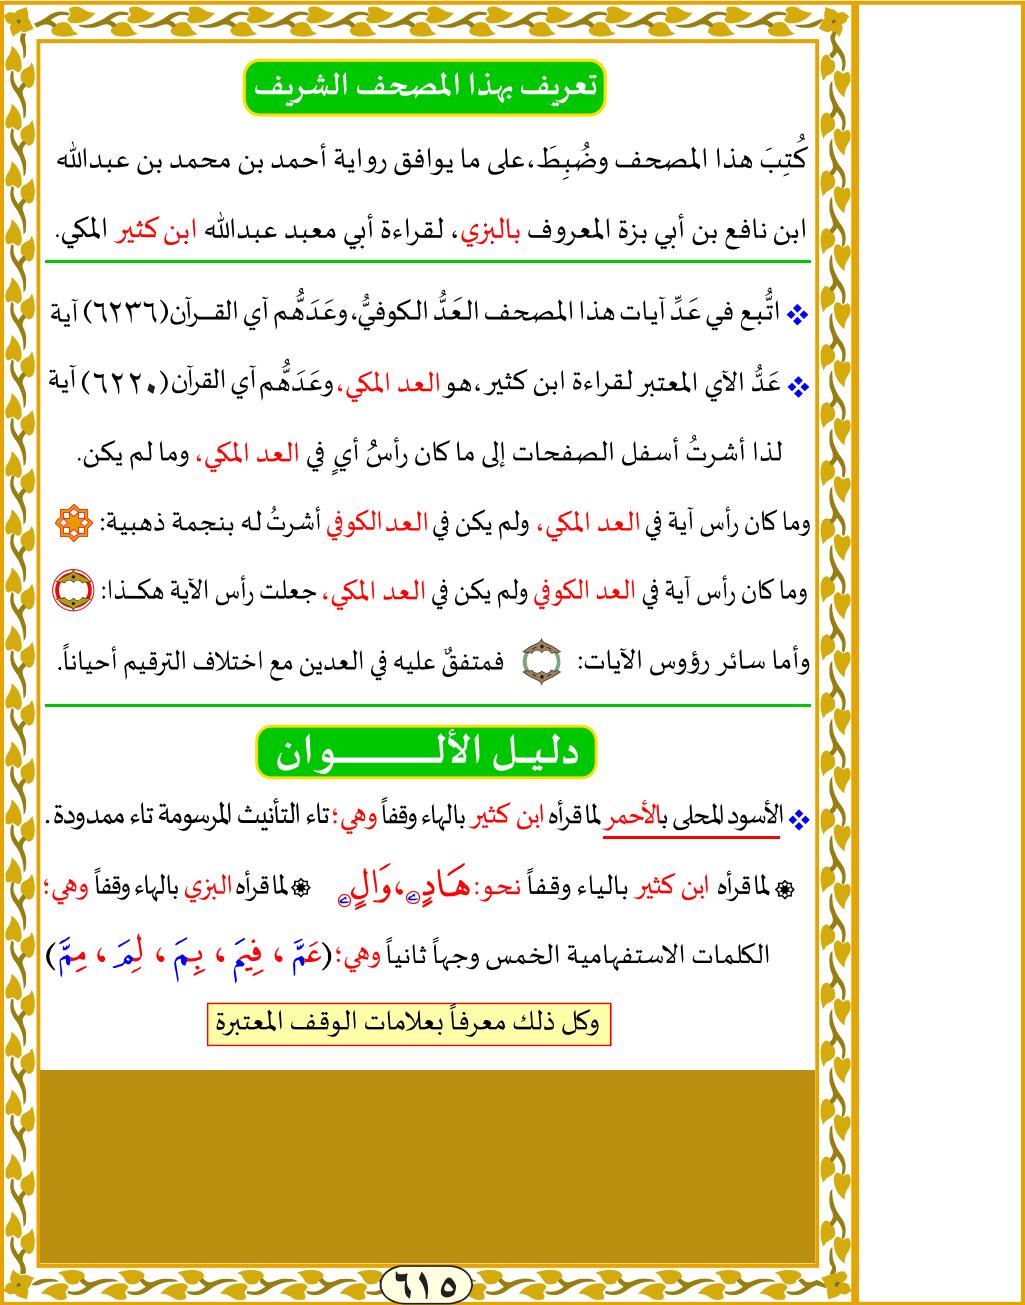 تعريف بهذا المصحف الشريف
كُتِبَ هذا المصحف وضُبِطَ، على ما يوافق رواية أحمد بن محمد بن عبدالله
ابن نافع بن أبي بزة المعروف بالبزي، لقراءة أبي معبد عبدالله ابن كثير المكي.
اتُّبع في عَدِّ آيات هذا المصحف العَدُّ الكوفيُّ، وعَدَدَهُّم آي القـرآن (٦٢٣٦) آية
عَدُّ الآي المعتبر لقراءة ابن كثير، هو العد المكي، وعَدَدَهُّم آي القرآن (٦٢٢٠) آية
لذا أشرتُ أسفل الصفحات إلى ما كان رأسُ أيٍ في العد المكي، وما لم يكن.
وما كان رأس آية في العد المكي، ولم يكن في العد الكوفي أشرتُ له بنجمة ذهبية:
وما كان رأس آية في العد الكوفي ولم يكن في العد المكي، جعلت رأس الآية هكـذا:
وأما سائر رؤوس الآيات: فمتفقٌ عليه في العدين مع اختلاف الترقيم أحياناً.
دليـل الألـــــــوان
الأسود المحلى بالأحمر لما قرأه ابن كثير بالهاء وقفاً وهي؛ تاء التأنيث المرسومة تاء ممدودة.
لما قرأه ابن كثير بالياء وقفاً نحو: هَادٍے، وَالٍے لما قرأه البزي بالهاء وقفاً وهي؛
الكلمات الاستفهامية الخمس وجهاً ثانياً وهي؛ (عَمَّ، فِيمَ، بِمَ، لِمَ، مِمَّ)
وكل ذلك معرفاً بعلامات الوقف المعتبرة
٦١٥